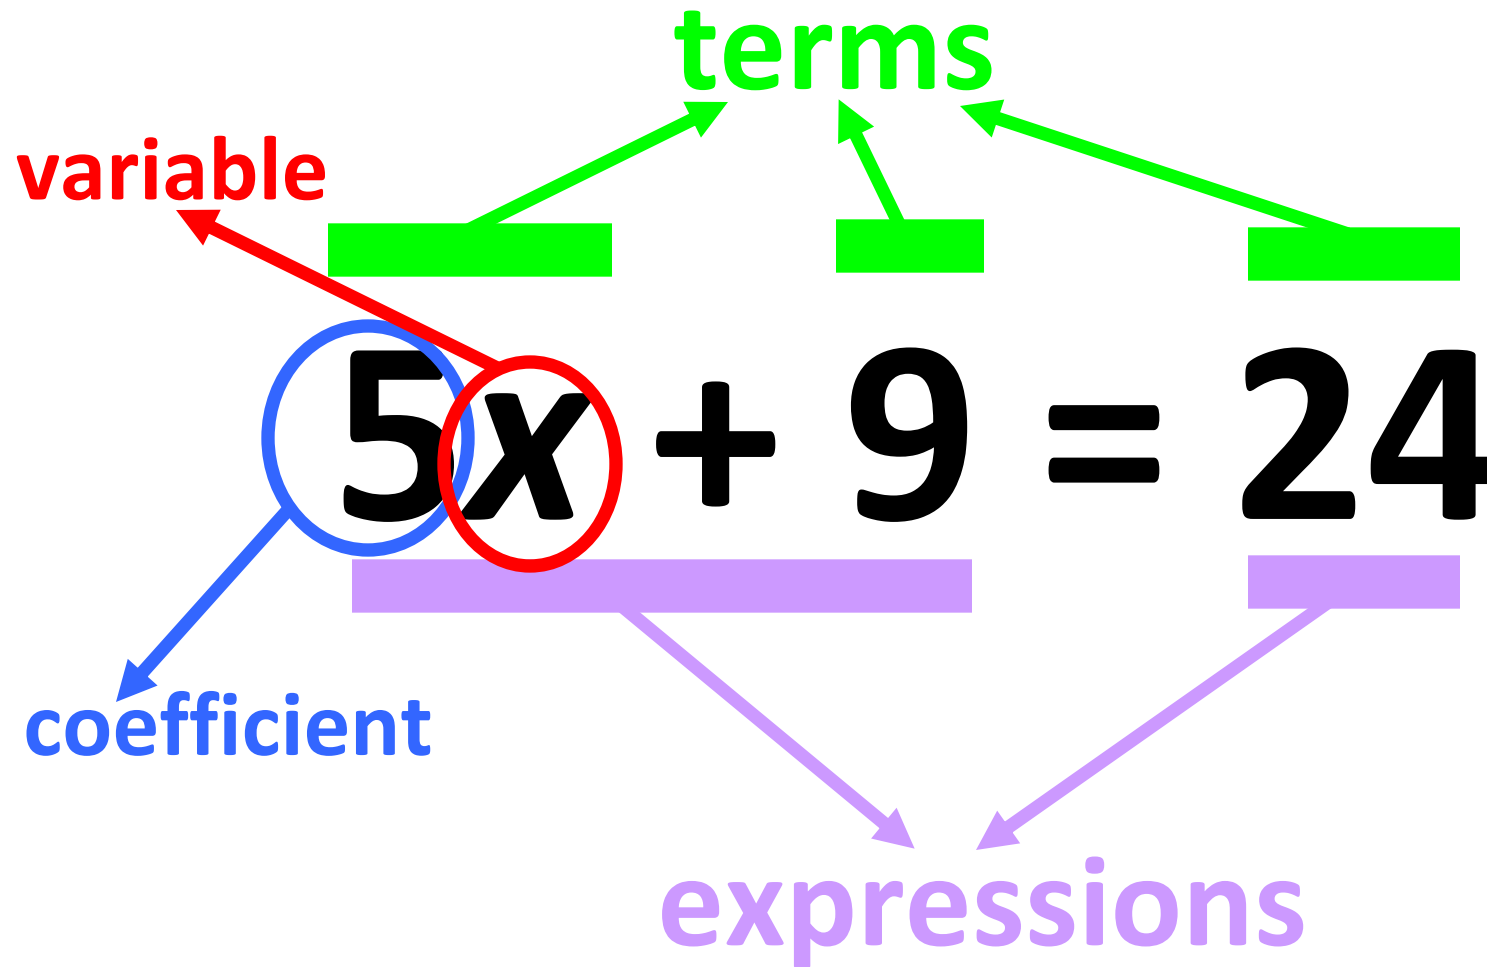 terms
variable
5x + 9 = 24
coefficient
expressions